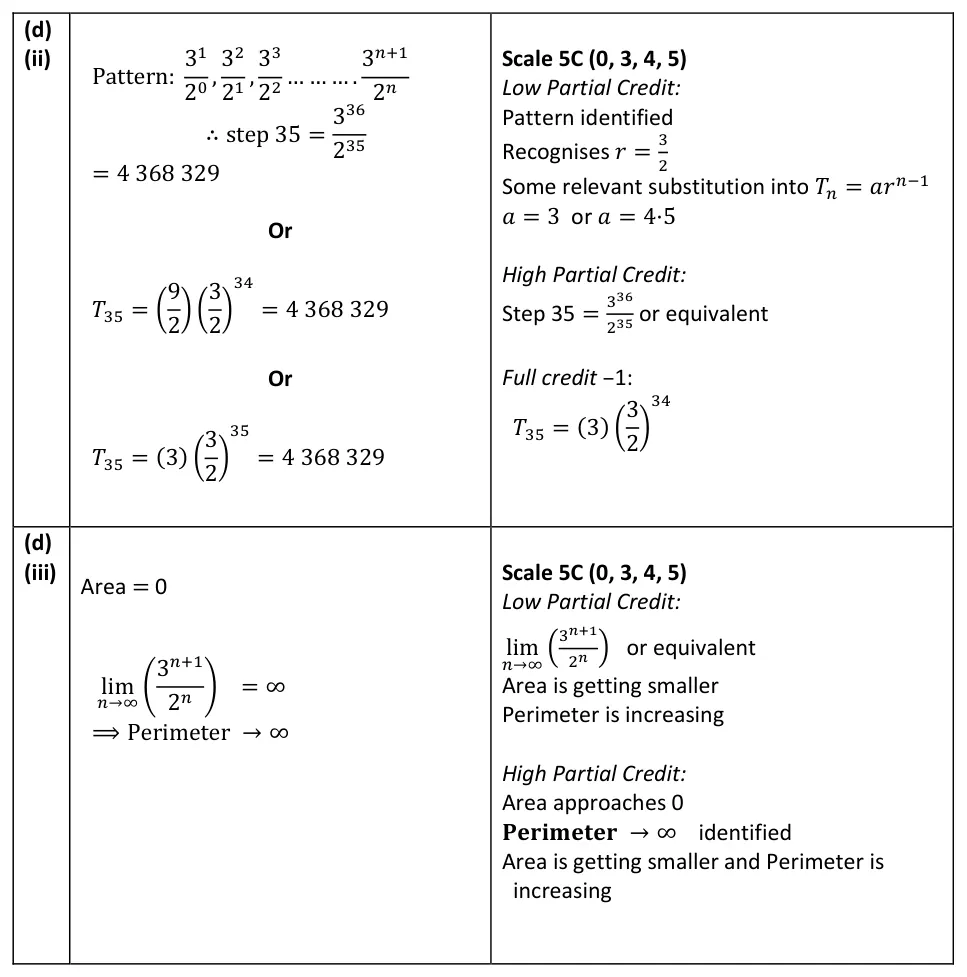 (d)
(ii)
Pattern: 3^1/2^0, 3^2/2^1, 3^3/2^2 … … … . 3^{n+1}/2^n
∴ step 35 = 3^{36}/2^{35}
= 4 368 329
Or
T_{35} = (9/2) (3/2)^{34} = 4 368 329
Or
T_{35} = (3) (3/2)^{35} = 4 368 329
Scale 5C (0, 3, 4, 5)
Low Partial Credit:
Pattern identified
Recognises r = 3/2
Some relevant substitution into T_n = ar^{n−1}
a = 3 or a = 4·5
High Partial Credit:
Step 35 = 3^{36}/2^{35} or equivalent
Full credit −1:
T_{35} = (3) (3/2)^{34}
(d)
(iii)
Area = 0
lim_{n→∞} (3^{n+1}/2^n) = ∞
⟹ Perimeter → ∞
Scale 5C (0, 3, 4, 5)
Low Partial Credit:
lim_{n→∞} (3^{n+1}/2^n) or equivalent
Area is getting smaller
Perimeter is increasing
High Partial Credit:
Area approaches 0
Perimeter → ∞ identified
Area is getting smaller and Perimeter is
increasing